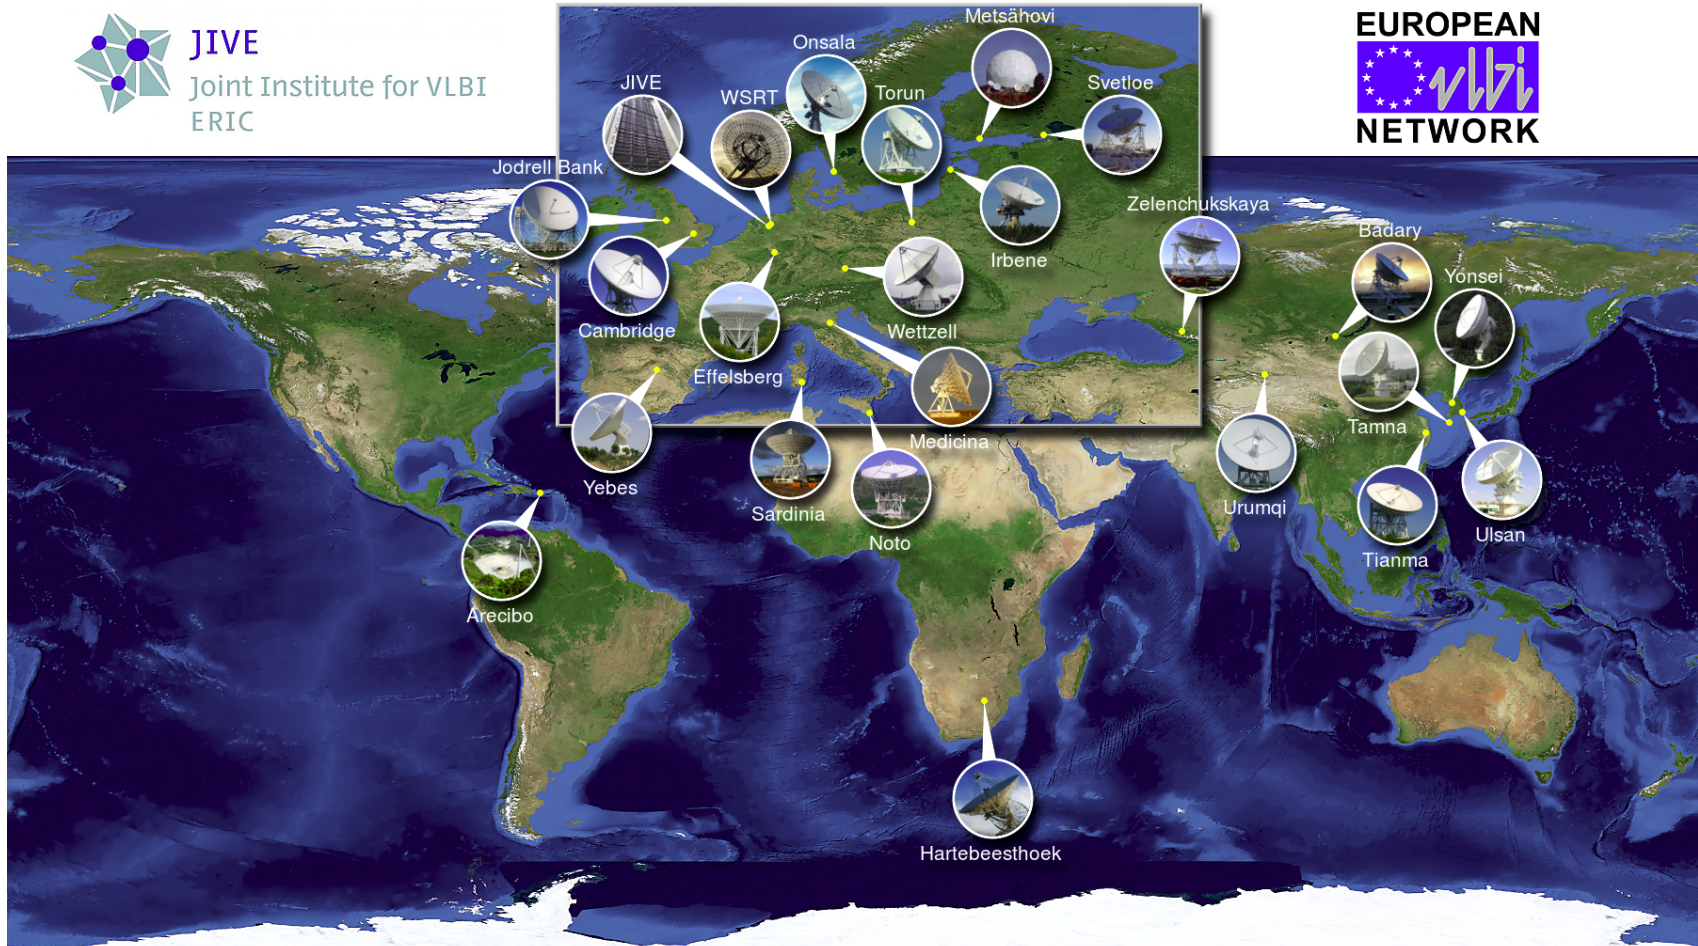 JIVE
Joint Institute for VLBI
ERIC
EUROPEAN
vlbi
NETWORK
Metsähovi
Onsala
JIVE
WSRT
Torun
Svetloe
Jodrell Bank
Zelenchukskaya
Irbene
Badary
Yonsei
Cambridge
Wettzell
Effelsberg
Medicina
Tamna
Yebes
Sardinia
Noto
Urumqi
Ulsan
Tianma
Arecibo
Hartebeesthoek